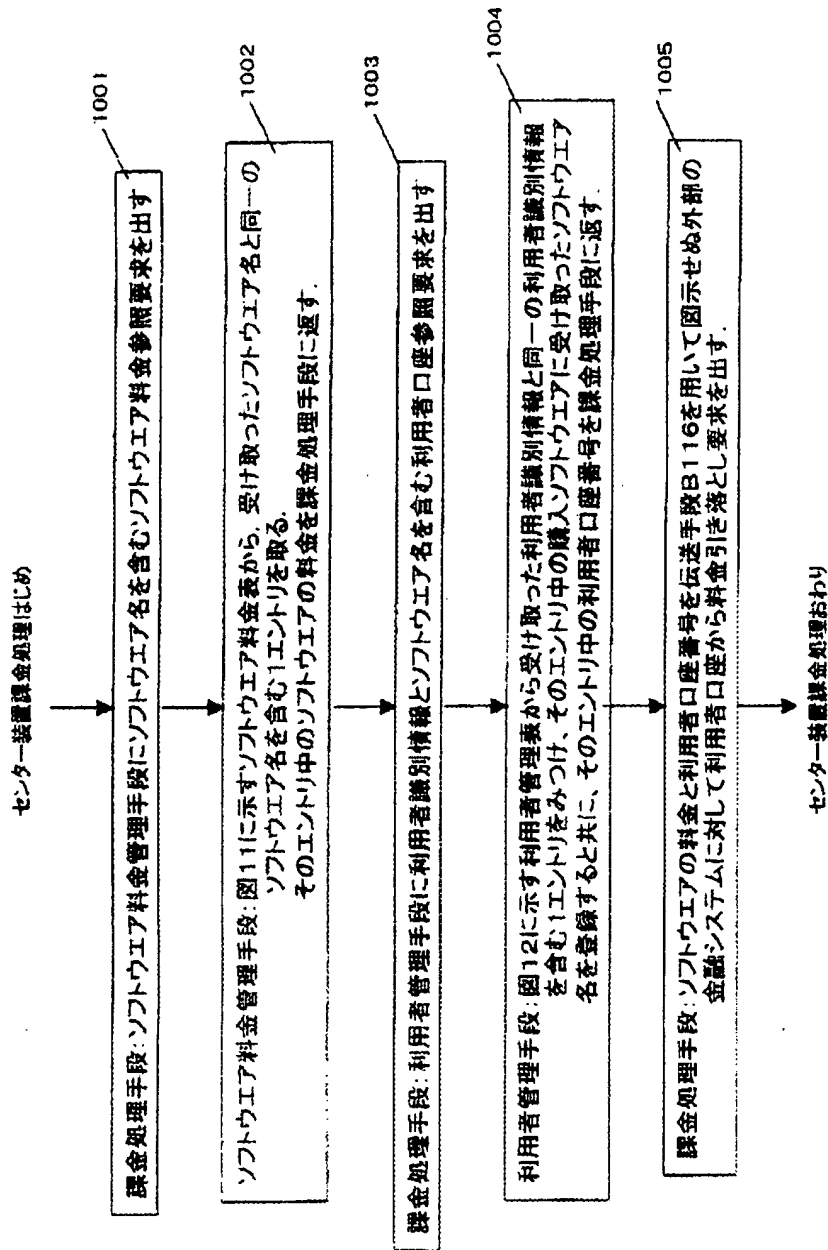 センター装置課金処理はじめ
1001
課金処理手段：ソフトウエア料金管理手段にソフトウエア名を含むソフトウエア料金参照要求を出す
1002
ソフトウエア料金管理手段：図11に示すソフトウエア料金表から、受け取ったソフトウエア名と同一の
ソフトウエア名を含む1エントリを取る.
そのエントリ中のソフトウエアの料金を課金処理手段に返す.
1003
課金処理手段：利用者管理手段に利用者識別情報とソフトウエア名を含む利用者口座参照要求を出す
1004
利用者管理手段：図12に示す利用者管理表から受け取った利用者識別情報と同一の利用者識別情報
を含む1エントリをみつけ、そのエントリ中の購入ソフトウエアに受け取ったソフトウエア
名を登録すると共に、そのエントリ中の利用者口座番号を課金処理手段に返す.
1005
課金処理手段：ソフトウエアの料金と利用者口座番号を伝送手段B116を用いて図示せぬ外部の
金融システムに対して利用者口座から料金引き落とし要求を出す.
センター装置課金処理おわり